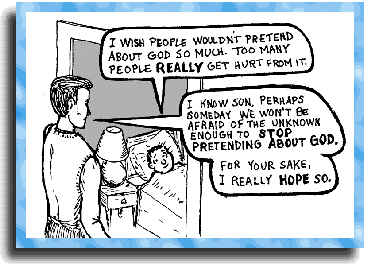 I WISH PEOPLE WOULDN'T PRETEND
ABOUT GOD SO MUCH. TOO MANY
PEOPLE REALLY GET HURT FROM IT.
I KNOW SUN, PERHAPS
SOMEDAY WE WON'T BE
AFRAID OF THE UNKNOWN
ENOUGH TO STOP
PRETENDING ABOUT GOD.
FOR YOUR SAKE,
I REALLY HOPE SO.